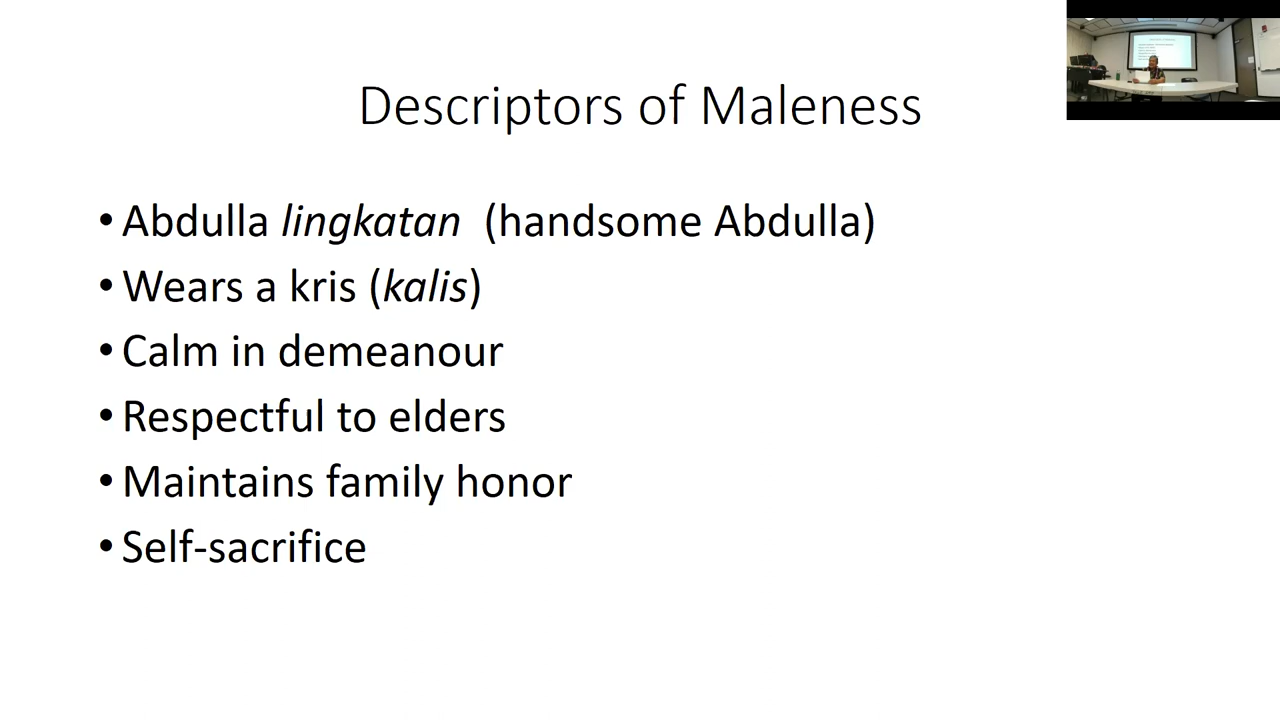 Descriptors of Maleness
• Abdulla lingkatan (handsome Abdulla)
• Wears a kris (kalis)
• Calm in demeanour
• Respectful to elders
• Maintains family honor
• Self-sacrifice